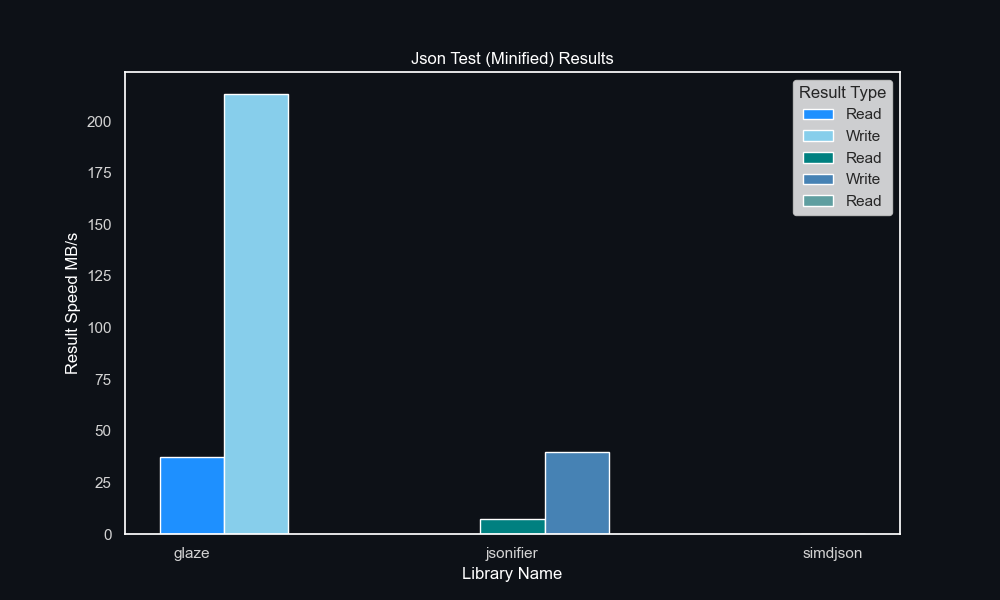 Json Test (Minified) Results
Result Type
Read
Write
Read
Write
Read
200
175
150
125
100
75
50
25
0
Result Speed MB/s
glaze
jsonifier
simdjson
Library Name